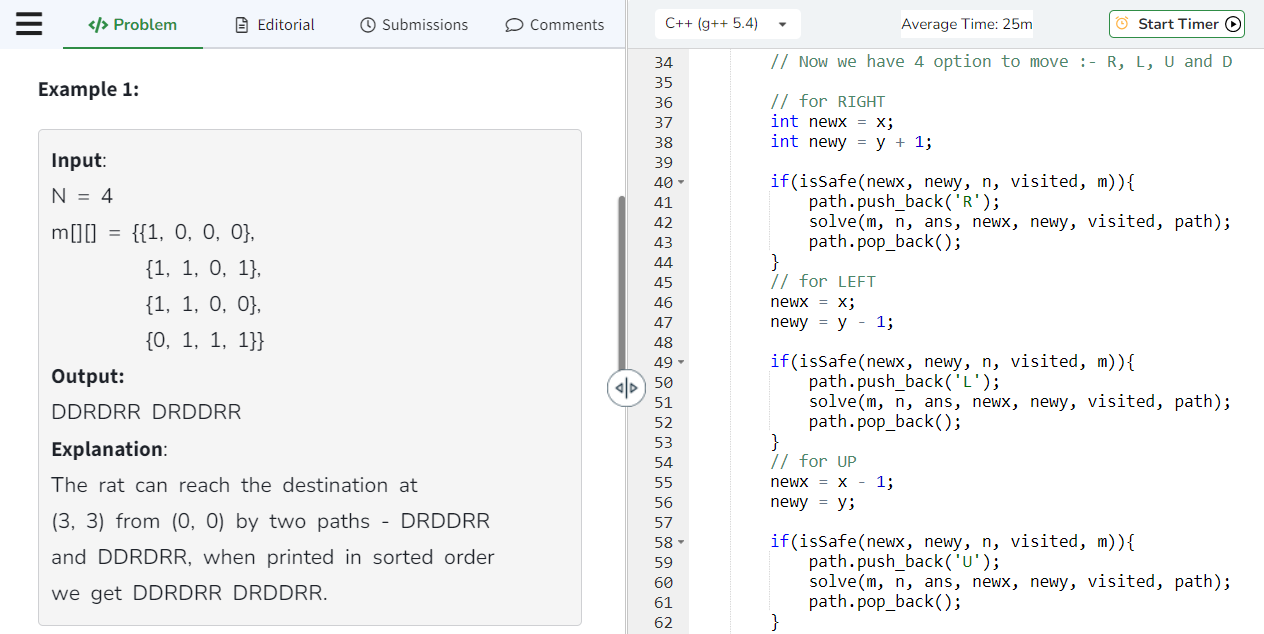 Problem
Editorial
Submissions
Comments
Example 1:
Input:
N = 4
m[][] = {{1, 0, 0, 0},
{1, 1, 0, 1},
{1, 1, 0, 0},
{0, 1, 1, 1}}
Output:
DDRDRR DRDDRR
Explanation:
The rat can reach the destination at
(3, 3) from (0, 0) by two paths - DRDDRR
and DDRDRR, when printed in sorted order
we get DDRDRR DRDDRR.
C++ (g++ 5.4)
Average Time: 25m
Start Timer
34 // Now we have 4 option to move :- R, L, U and D
35
36 // for RIGHT
37 int newx = x;
38 int newy = y + 1;
39
40 if(isSafe(newx, newy, n, visited, m)){
41 path.push_back('R');
42 solve(m, n, ans, newx, newy, visited, path);
43 path.pop_back();
44 }
45 // for LEFT
46 newx = x;
47 newy = y - 1;
48
49 if(isSafe(newx, newy, n, visited, m)){
50 path.push_back('L');
51 solve(m, n, ans, newx, newy, visited, path);
52 path.pop_back();
53 }
54 // for UP
55 newx = x - 1;
56 newy = y;
57
58 if(isSafe(newx, newy, n, visited, m)){
59 path.push_back('U');
60 solve(m, n, ans, newx, newy, visited, path);
61 path.pop_back();
62 }